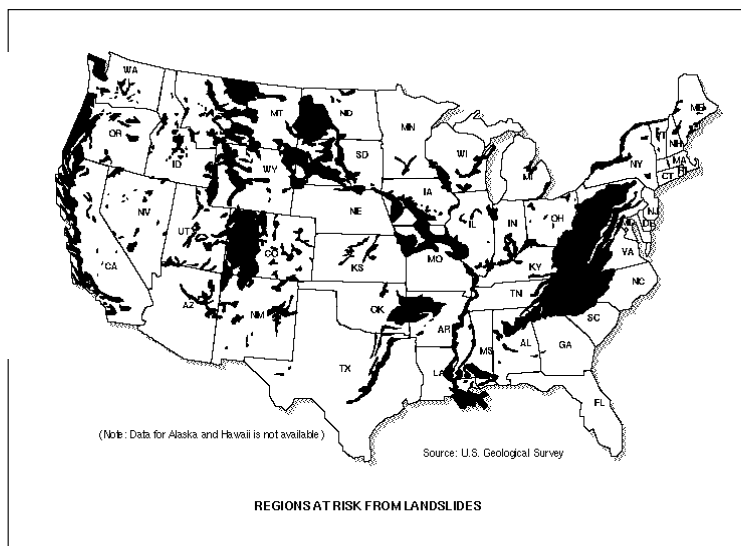 WA
MT
ND
MN
ME
OR
ID
WY
SD
WI
MI
VT
NH
NY
MA
CT
RI
NV
UT
CO
NE
IA
IL
IN
OH
NJ
DE
CA
KS
MO
KY
VA
AZ
NM
OK
AR
TN
NC
SC
TX
LA
MS
AL
GA
FL
(Note: Data for Alaska and Hawaii is not available)
Source: U.S. Geological Survey
REGIONS AT RISK FROM LANDSLIDES